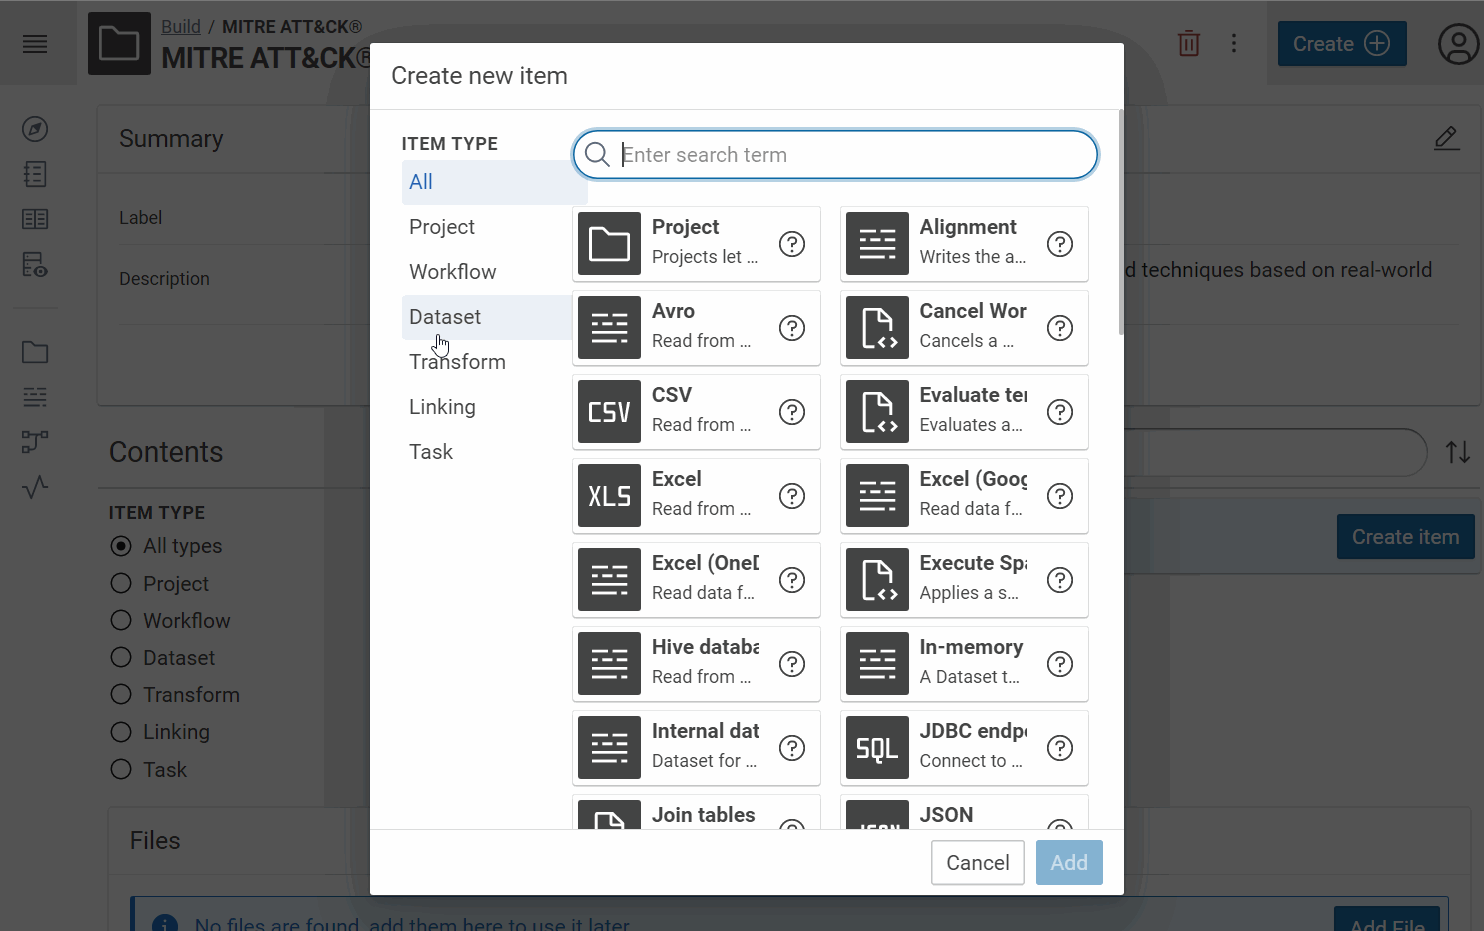 Build / MITRE ATT&CK®
MITRE ATT&CK®
Create
Summary
Label
Description
d techniques based on real-world
Contents
ITEM TYPE
All types
Project
Workflow
Dataset
Transform
Linking
Task
Create item
Files
No files are found, add them here to use it later.
Add File
Create new item
ITEM TYPE
All
Project
Workflow
Dataset
Transform
Linking
Task
Enter search term
Project
Projects let ...
Alignment
Writes the a...
Avro
Read from ...
Cancel Wor
Cancels a ...
CSV
CSV
Read from ...
Evaluate te
Evaluates a...
XLS
Excel
Read from ...
Excel (Goog
Read data f...
Excel (OneD
Read data f...
Execute Spa
Applies a s...
Hive databa
Read from ...
In-memory
A Dataset t...
Internal dat
Dataset for ...
SQL
JDBC endpo
Connect to ...
Join tables
JSON
JSON
Cancel
Add